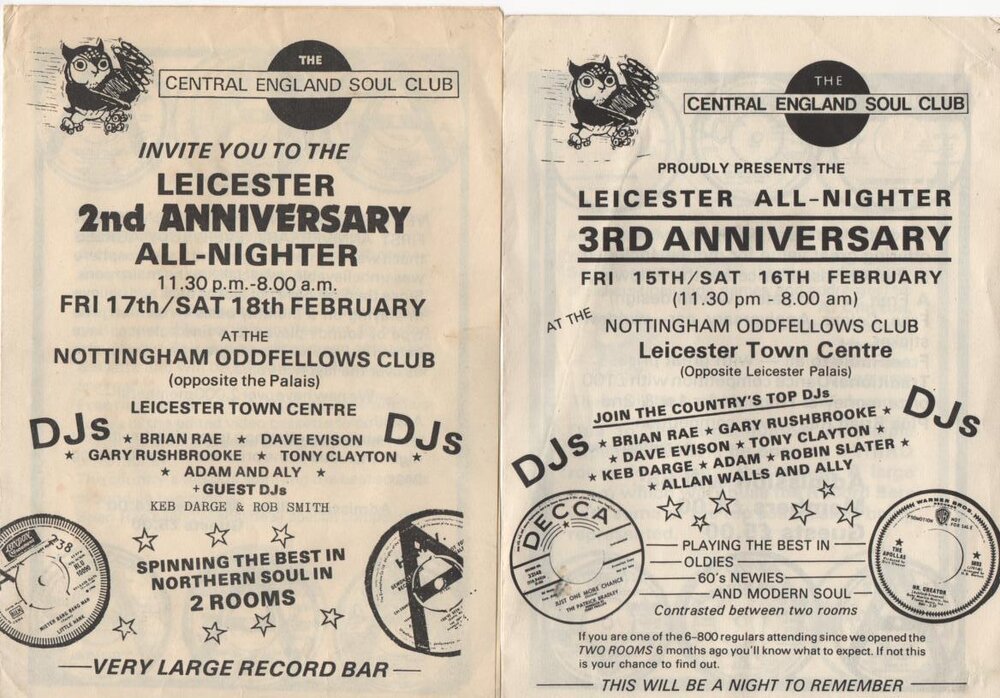 THE
CENTRAL ENGLAND SOUL CLUB
INVITE YOU TO THE
LEICESTER
2nd ANNIVERSARY
ALL-NIGHTER
11.30 p.m.-8.00 a.m.
FRI 17th/SAT 18th FEBRUARY
AT THE
NOTTINGHAM ODDFELLOWS CLUB
(opposite the Palais)
LEICESTER TOWN CENTRE
DJs
★ BRIAN RAE ★ DAVE EVISON
★ GARY RUSHBROOKE ★ TONY CLAYTON ★
★ ADAM AND ALY ★
DJs
+GUEST DJs
KEB DARGE & ROB SMITH
238
MISTER BANG BANG MAN
LITTLE HANK
SPINNING THE BEST IN
NORTHERN SOUL IN
2 ROOMS
A
—VERY LARGE RECORD BAR—
THE
CENTRAL ENGLAND SOUL CLUB
PROUDLY PRESENTS THE
LEICESTER ALL-NIGHTER
3RD ANNIVERSARY
FRI 15TH/SAT 16TH FEBRUARY
(11.30 pm - 8.00 am)
AT THE
NOTTINGHAM ODDFELLOWS CLUB
Leicester Town Centre
(Opposite Leicester Palais)
JOIN THE COUNTRY'S TOP DJs
DJs
★ BRIAN RAE ★ GARY RUSHBROOKE ★
★ DAVE EVISON ★ TONY CLAYTON ★
★ KEB DARGE ★ ADAM ★ ROBIN SLATER ★
★ ALLAN WALLS AND ALLY
DJs
DECCA
JUST ONE MORE CHANCE
THE PATRICK BRADLEY
— PLAYING THE BEST IN —
— OLDIES —
— 60's NEWIES —
— AND MODERN SOUL —
Contrasted between two rooms
WARNER BROS.
PROMOTION
NOT
FOR SALE
THE
APOLLAS
MR. CREATOR
If you are one of the 6–800 regulars attending since we opened the
TWO ROOMS 6 months ago you'll know what to expect. If not this
is your chance to find out.
— THIS WILL BE A NIGHT TO REMEMBER —